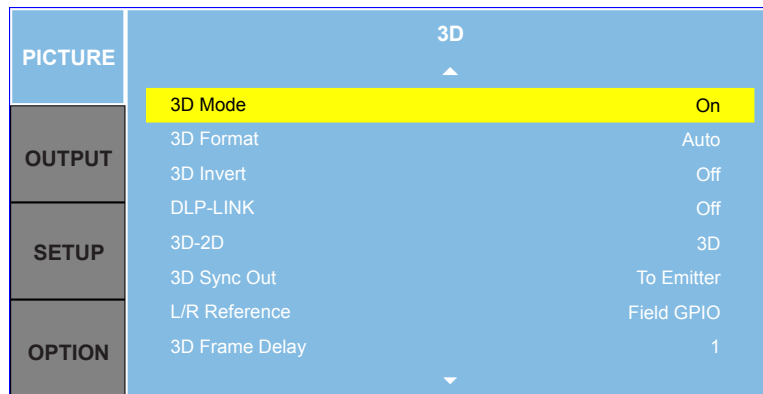 PICTURE
OUTPUT
SETUP
OPTION
3D
3D Mode On
3D Format Auto
3D Invert Off
DLP-LINK Off
3D-2D 3D
3D Sync Out To Emitter
L/R Reference Field GPIO
3D Frame Delay 1